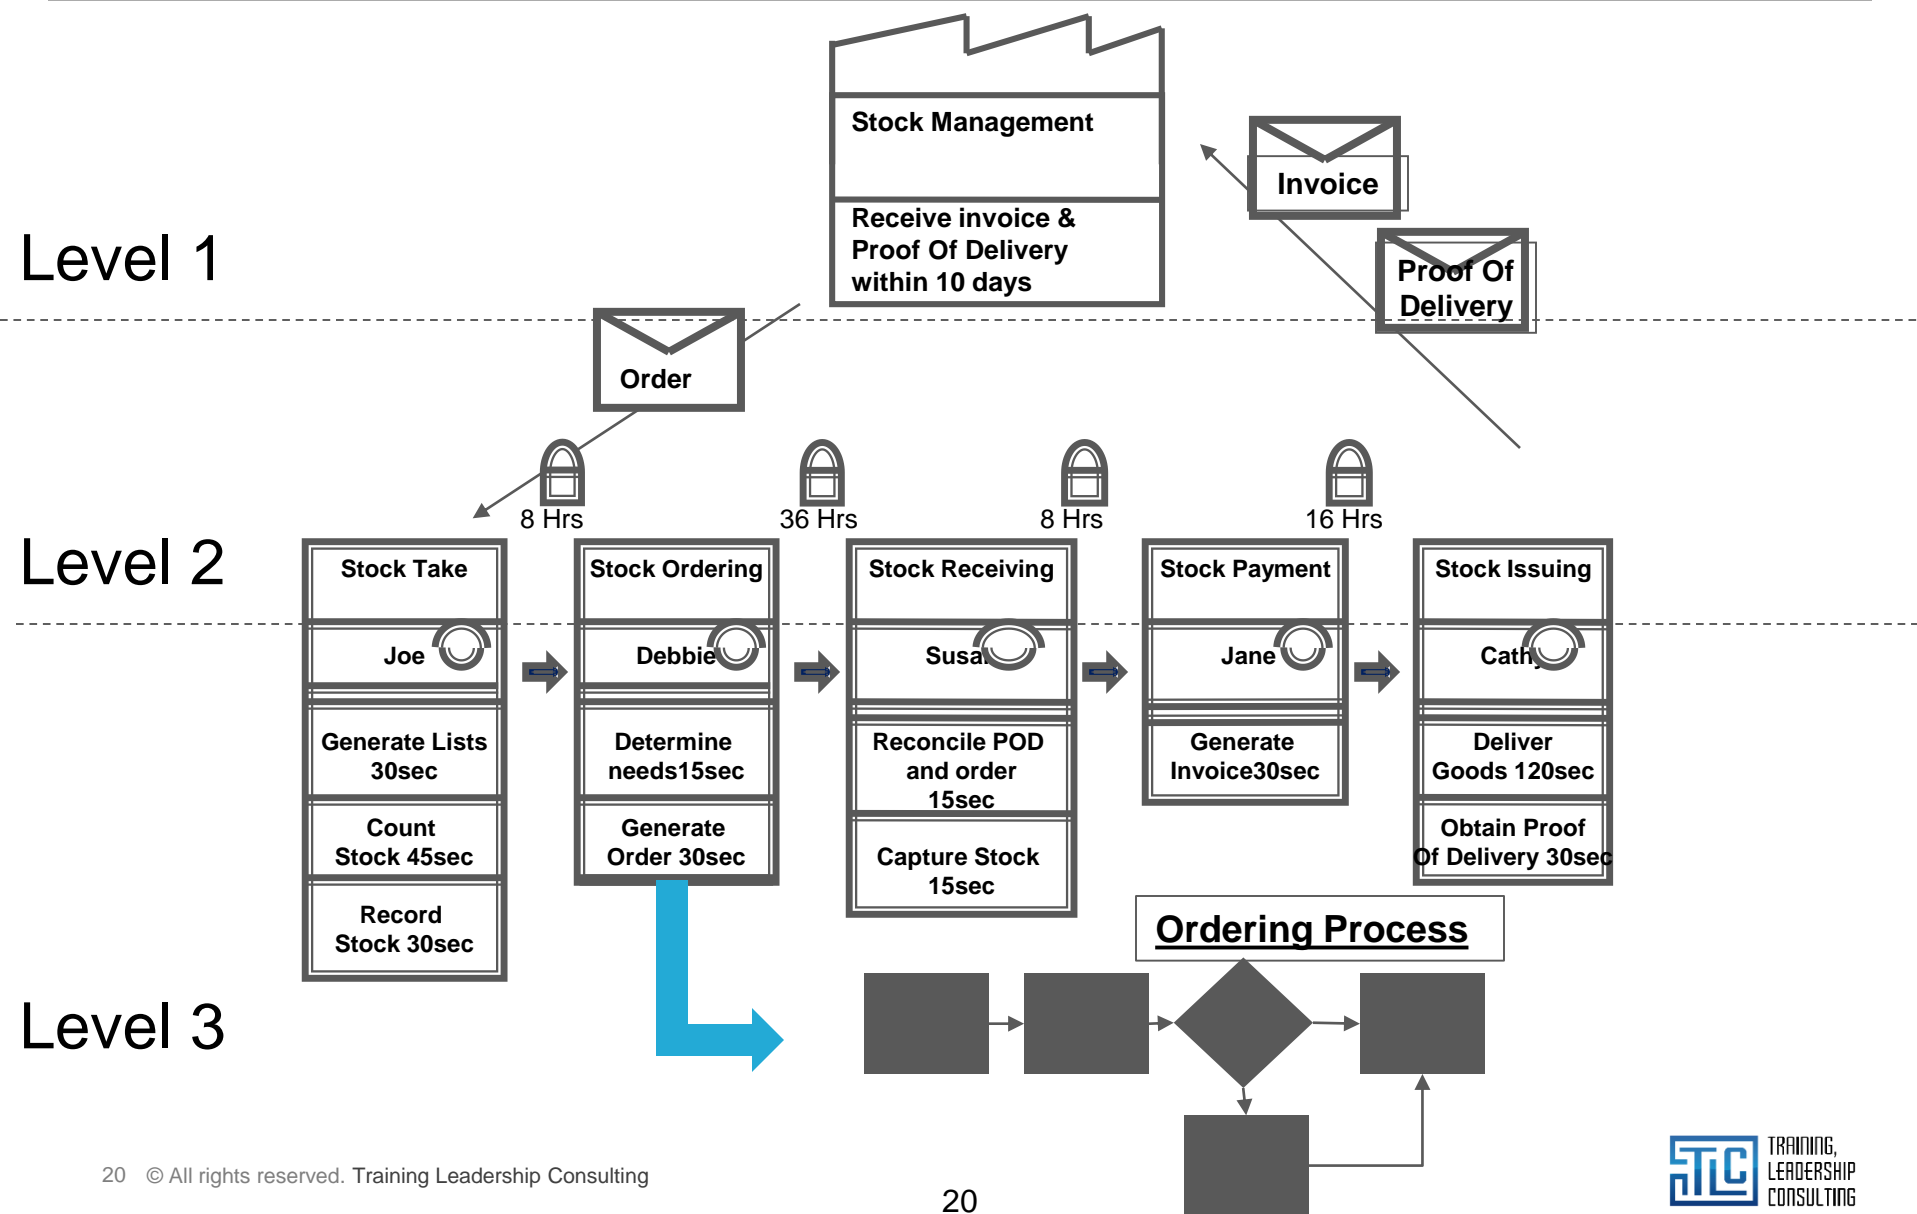 Stock Management
Receive invoice &
Proof Of Delivery
within 10 days
Invoice
Proof Of
Delivery
Level 1
Order
8 Hrs
36 Hrs
8 Hrs
16 Hrs
Level 2
Stock Take
Joe
Generate Lists
30sec
Count
Stock 45sec
Record
Stock 30sec
Stock Ordering
Debbie
Determine
needs15sec
Generate
Order 30sec
Stock Receiving
Reconcile POD
and order
15sec
Capture Stock
15sec
Stock Payment
Jane
Generate
Invoice30sec
Stock Issuing
Cathy
Deliver
Goods 120sec
Obtain Proof
Of Delivery 30sec
Level 3
Ordering Process
20 © All rights reserved. Training Leadership Consulting
20
TLC
TRAINING,
LEADERSHIP
CONSULTING